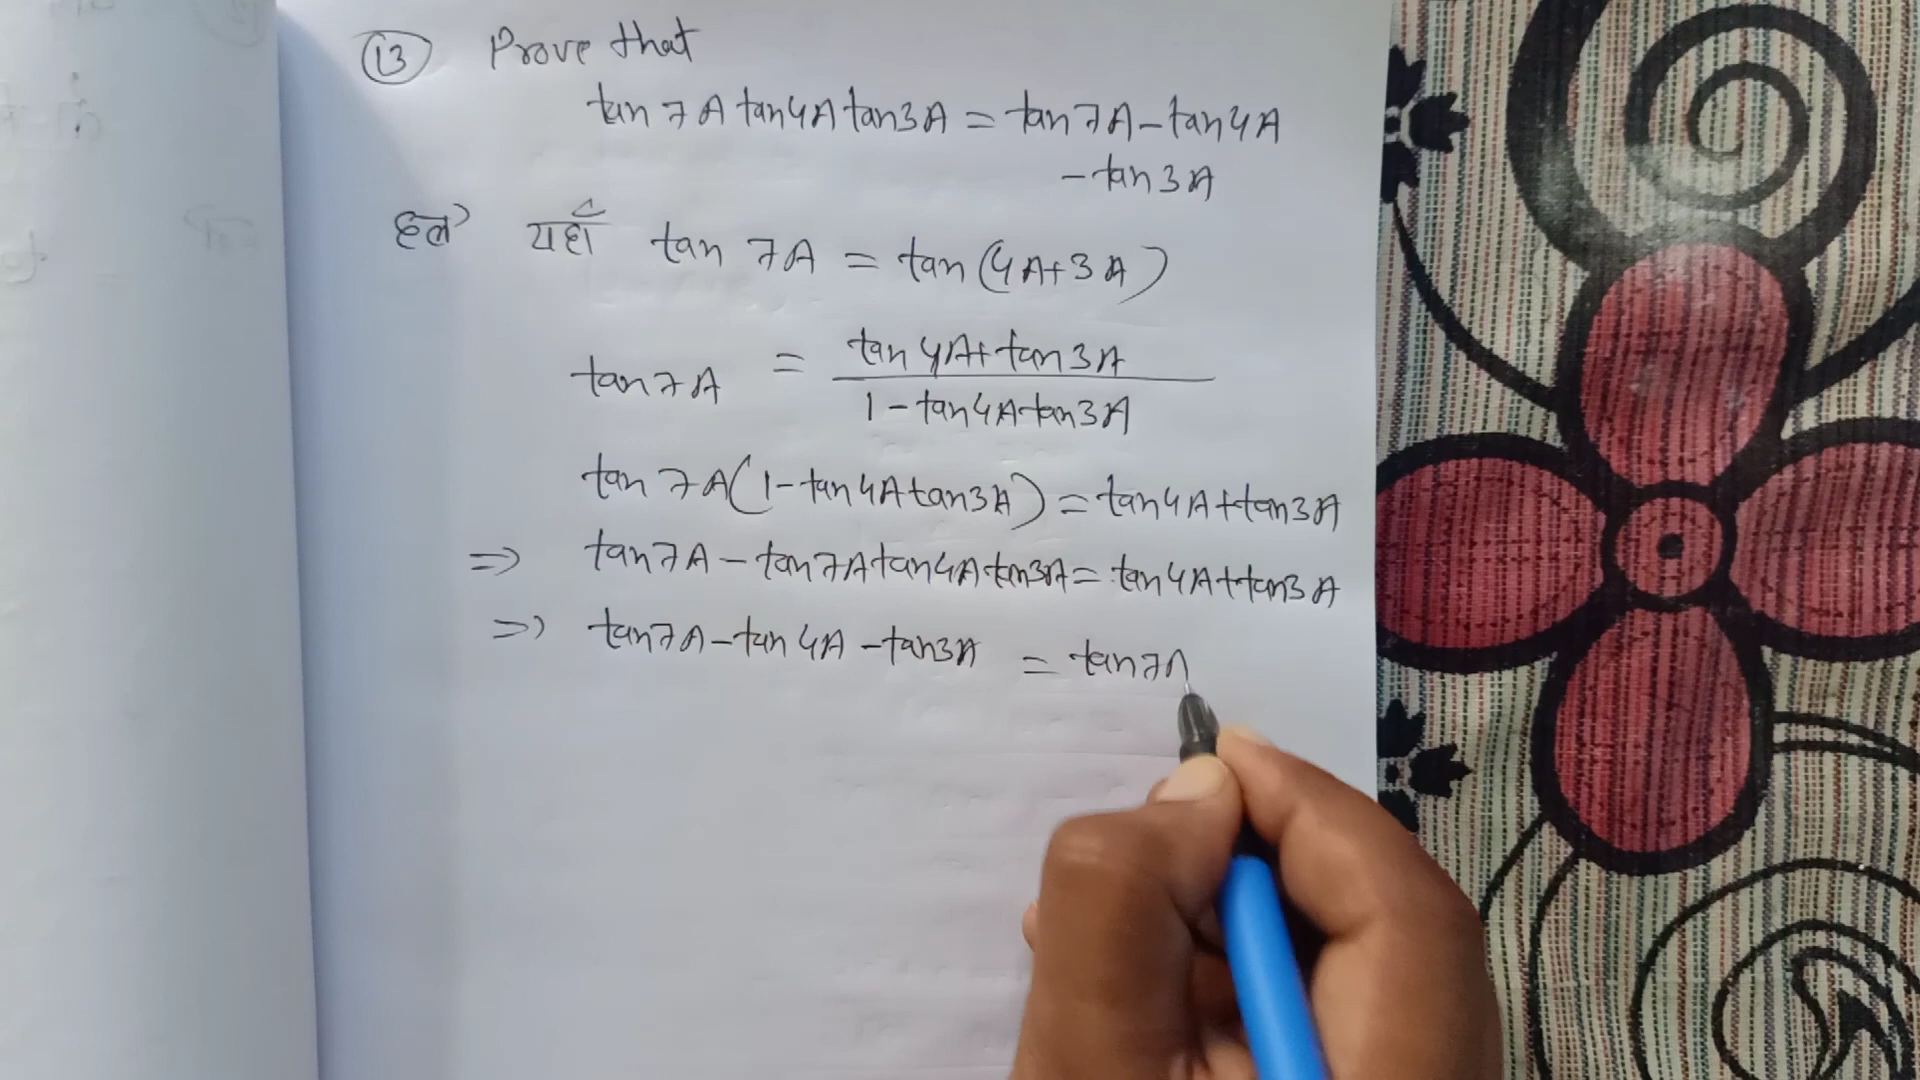 13 Prove that
tan 7A tan4A tan3A = tan7A - tan4A
- tan 3A
हल यहाँ tan 7A = tan (4A+3A)
tan7A = tan4A + tan3A
1 - tan4A tan3A
tan 7A (1 - tan4A tan3A) = tan4A + tan3A
=> tan7A - tan7A tan4A tan3A = tan4A + tan3A
=> tan7A - tan4A - tan3A = tan7A